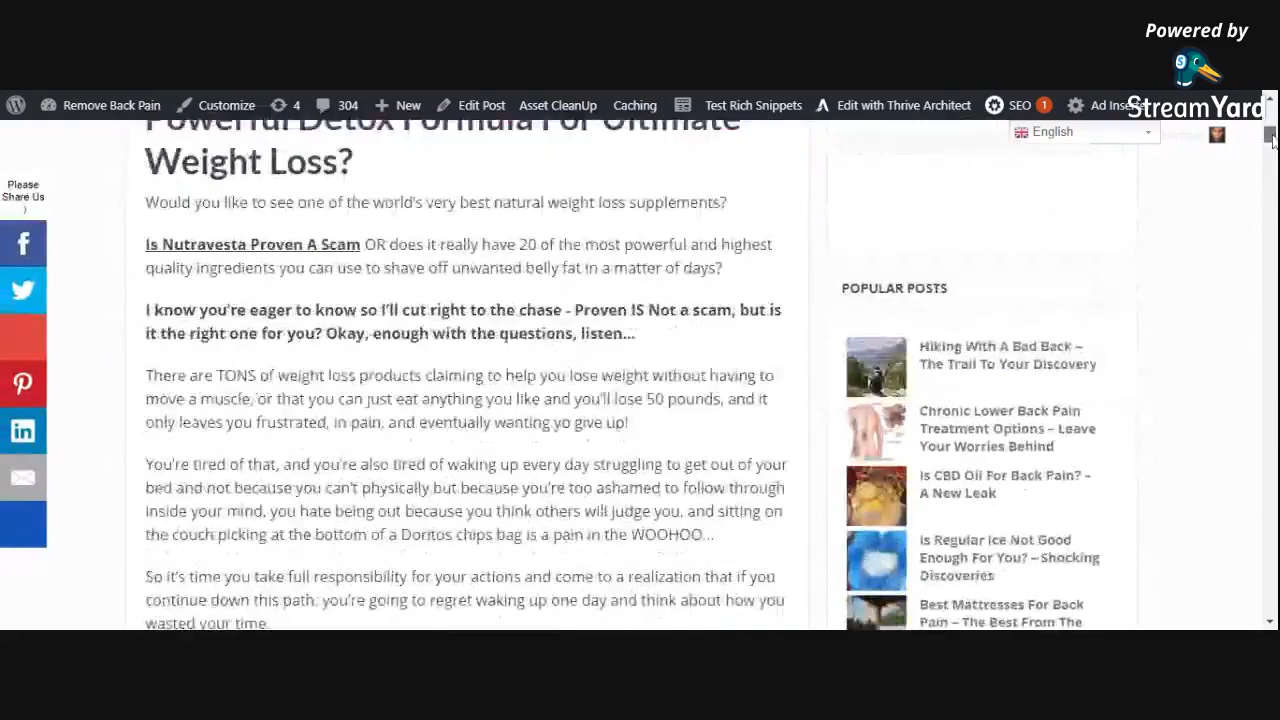 Powered by
StreamYard
Remove Back Pain
Customize
4
304
New
Edit Post
Asset CleanUp
Caching
Test Rich Snippets
Edit with Thrive Architect
SEO 1
Ad Inserte
English
Powerful Detox Formula For Ultimate
Weight Loss?
Please
Share Us
)
Would you like to see one of the world's very best natural weight loss supplements?
Is Nutravesta Proven A Scam OR does it really have 20 of the most powerful and highest
quality ingredients you can use to shave off unwanted belly fat in a matter of days?
I know you're eager to know so I'll cut right to the chase - Proven IS Not a scam, but is
it the right one for you? Okay, enough with the questions, listen...
There are TONS of weight loss products claiming to help you lose weight without having to
move a muscle, or that you can just eat anything you like and you'll lose 50 pounds, and it
only leaves you frustrated, in pain, and eventually wanting yo give up!
You're tired of that, and you're also tired of waking up every day struggling to get out of your
bed and not because you can't physically but because you're too ashamed to follow through
inside your mind, you hate being out because you think others will judge you, and sitting on
the couch picking at the bottom of a Doritos chips bag is a pain in the WOOHOO...
So it's time you take full responsibility for your actions and come to a realization that if you
continue down this path, you're going to regret waking up one day and think about how you
wasted your time.
POPULAR POSTS
Hiking With A Bad Back –
The Trail To Your Discovery
Chronic Lower Back Pain
Treatment Options – Leave
Your Worries Behind
Is CBD Oil For Back Pain? –
A New Leak
Is Regular Ice Not Good
Enough For You? – Shocking
Discoveries
Best Mattresses For Back
Pain – The Best From The